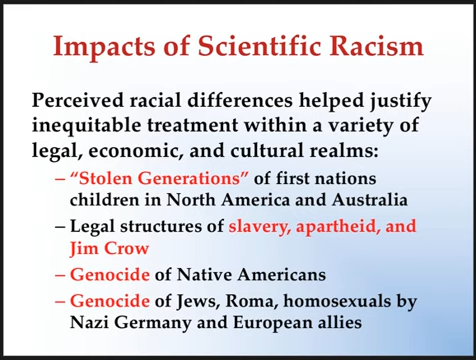 Impacts of Scientific Racism
Perceived racial differences helped justify
inequitable treatment within a variety of
legal, economic, and cultural realms:
– “Stolen Generations” of first nations
children in North America and Australia
– Legal structures of slavery, apartheid, and
Jim Crow
– Genocide of Native Americans
– Genocide of Jews, Roma, homosexuals by
Nazi Germany and European allies